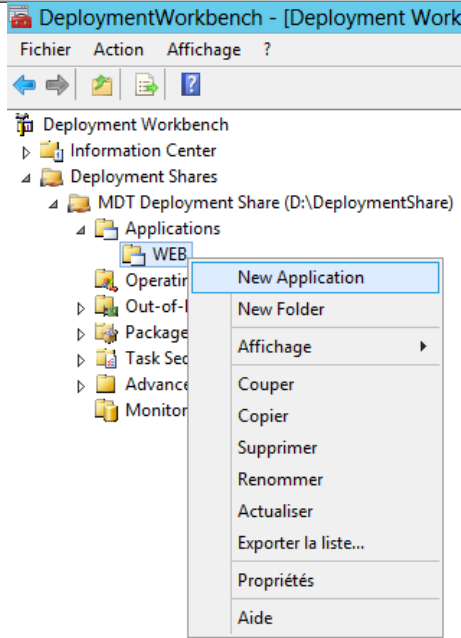 DeploymentWorkbench - [Deployment Work
Fichier Action Affichage ?
Deployment Workbench
Information Center
Deployment Shares
MDT Deployment Share (D:\DeploymentShare)
Applications
WEB
Operatin
Out-of-
Package
Task Sec
Advance
Monitor
New Application
New Folder
Affichage
Couper
Copier
Supprimer
Renommer
Actualiser
Exporter la liste...
Propriétés
Aide